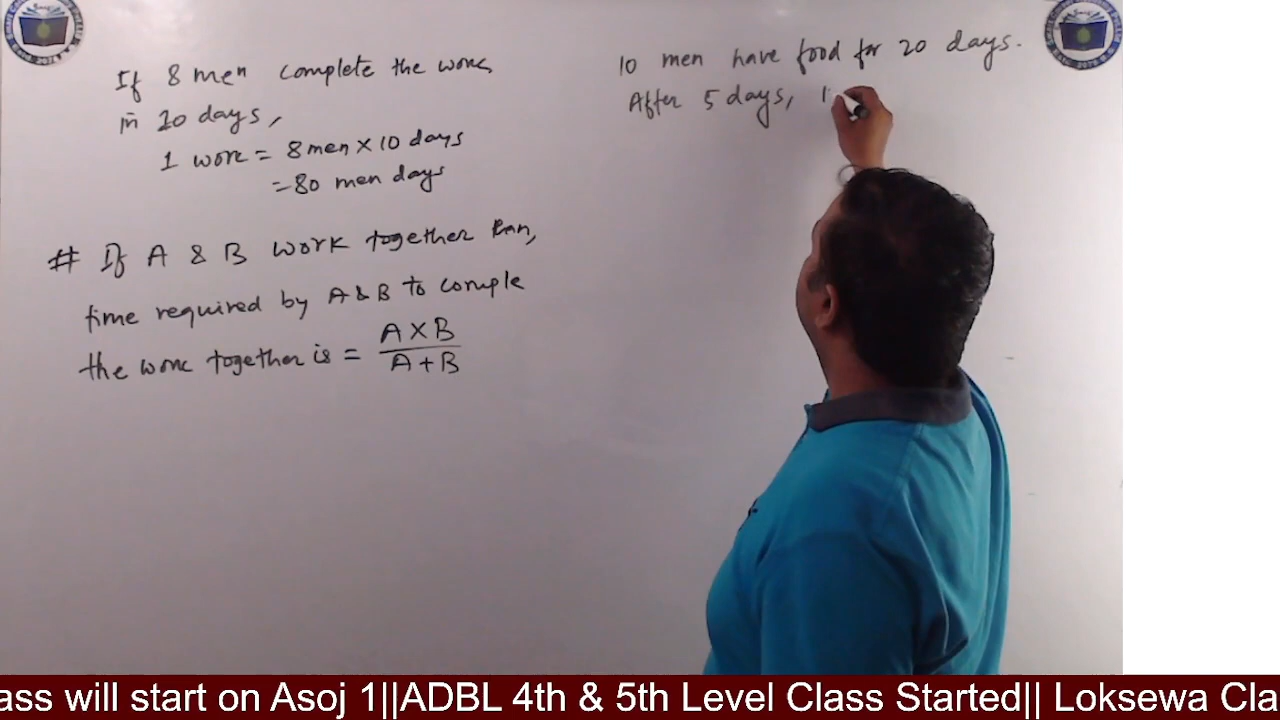 If 8 men complete the work
in 10 days,
1 work = 8 men × 10 days
= 80 men days
# If A & B work together
time required by A & B to comple
the work together is = A × B
A + B
10 men have food for 20 days.
After 5 days, 1
ass will start on Asoj 1||ADBL 4th & 5th Level Class Started|| Loksewa Cla